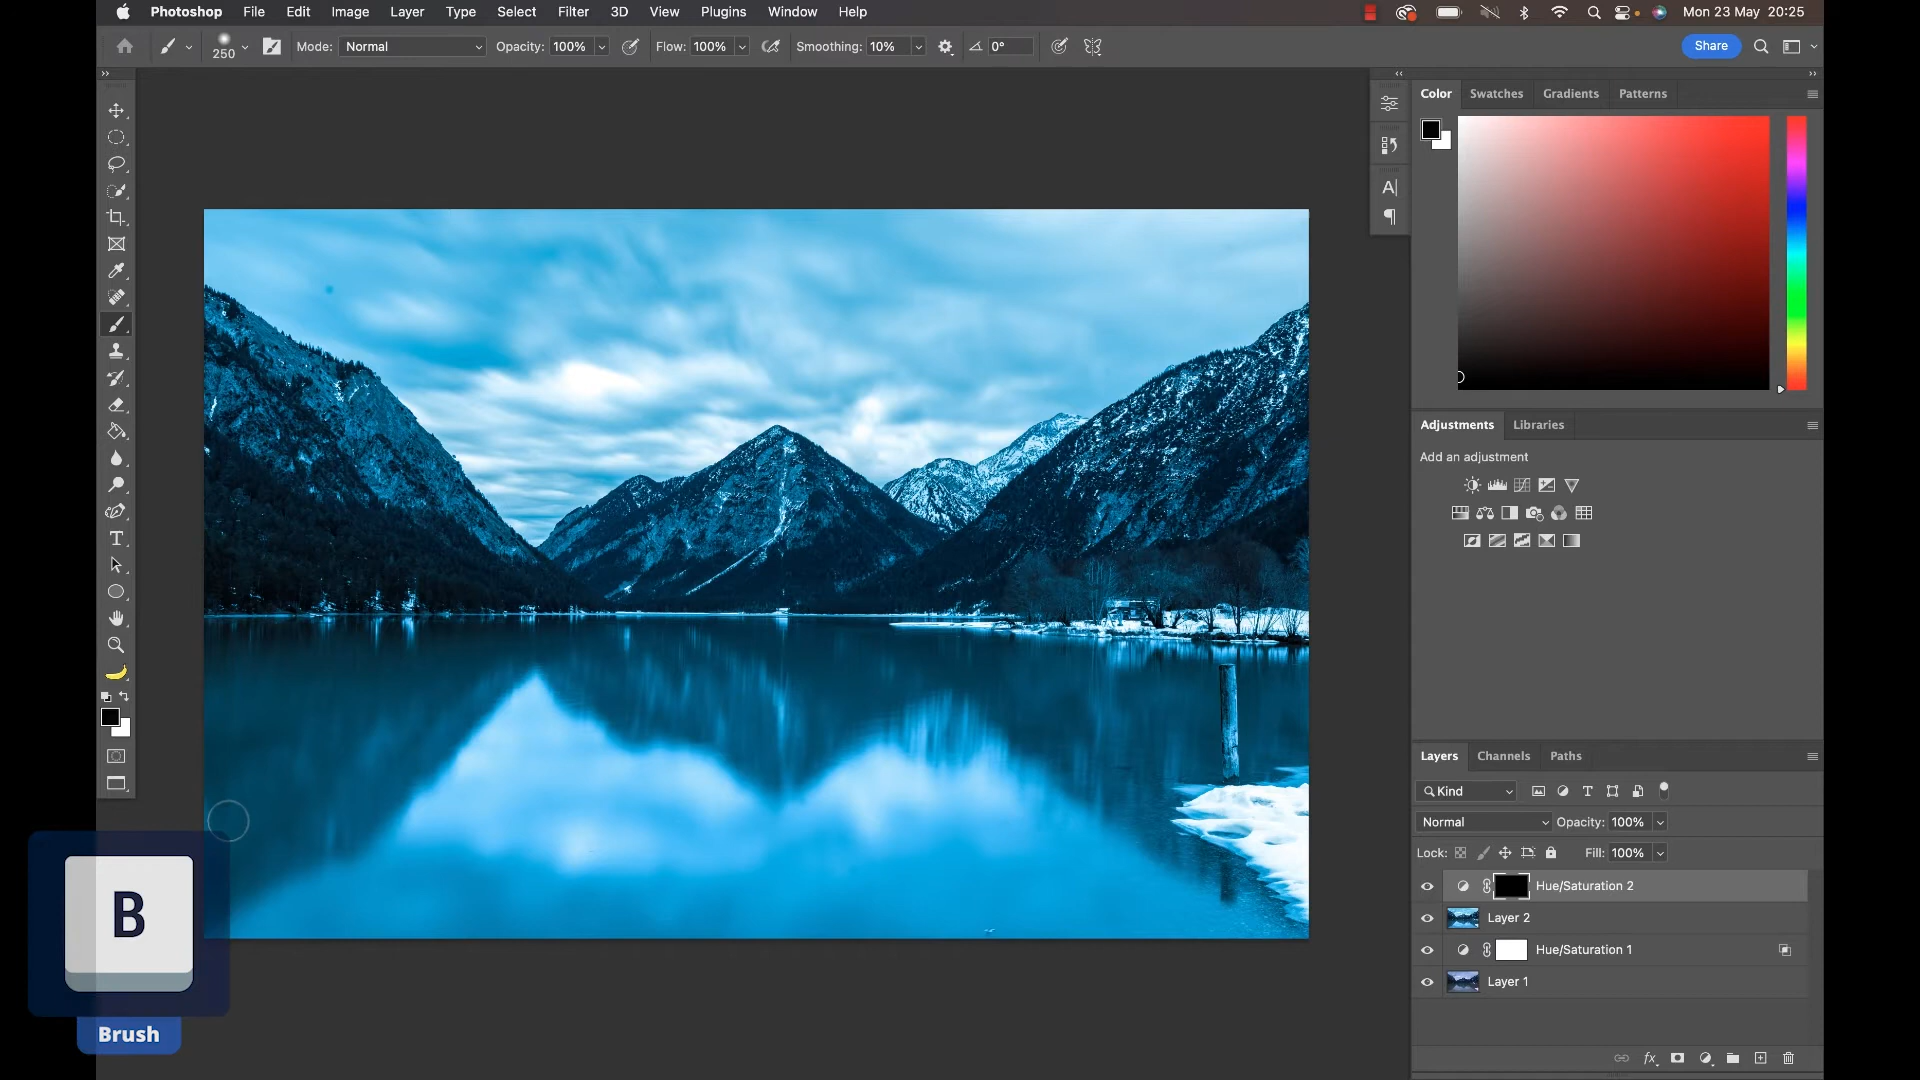 Photoshop File Edit Image Layer Type Select Filter 3D View Plugins Window Help Mon 23 May 20:25
250 Mode: Normal Opacity: 100% Flow: 100% Smoothing: 10% 0° Share
Color Swatches Gradients Patterns
Adjustments Libraries
Add an adjustment
Layers Channels Paths
Kind
Normal Opacity: 100%
Lock: Fill: 100%
Hue/Saturation 2
Layer 2
Hue/Saturation 1
Layer 1
B
Brush